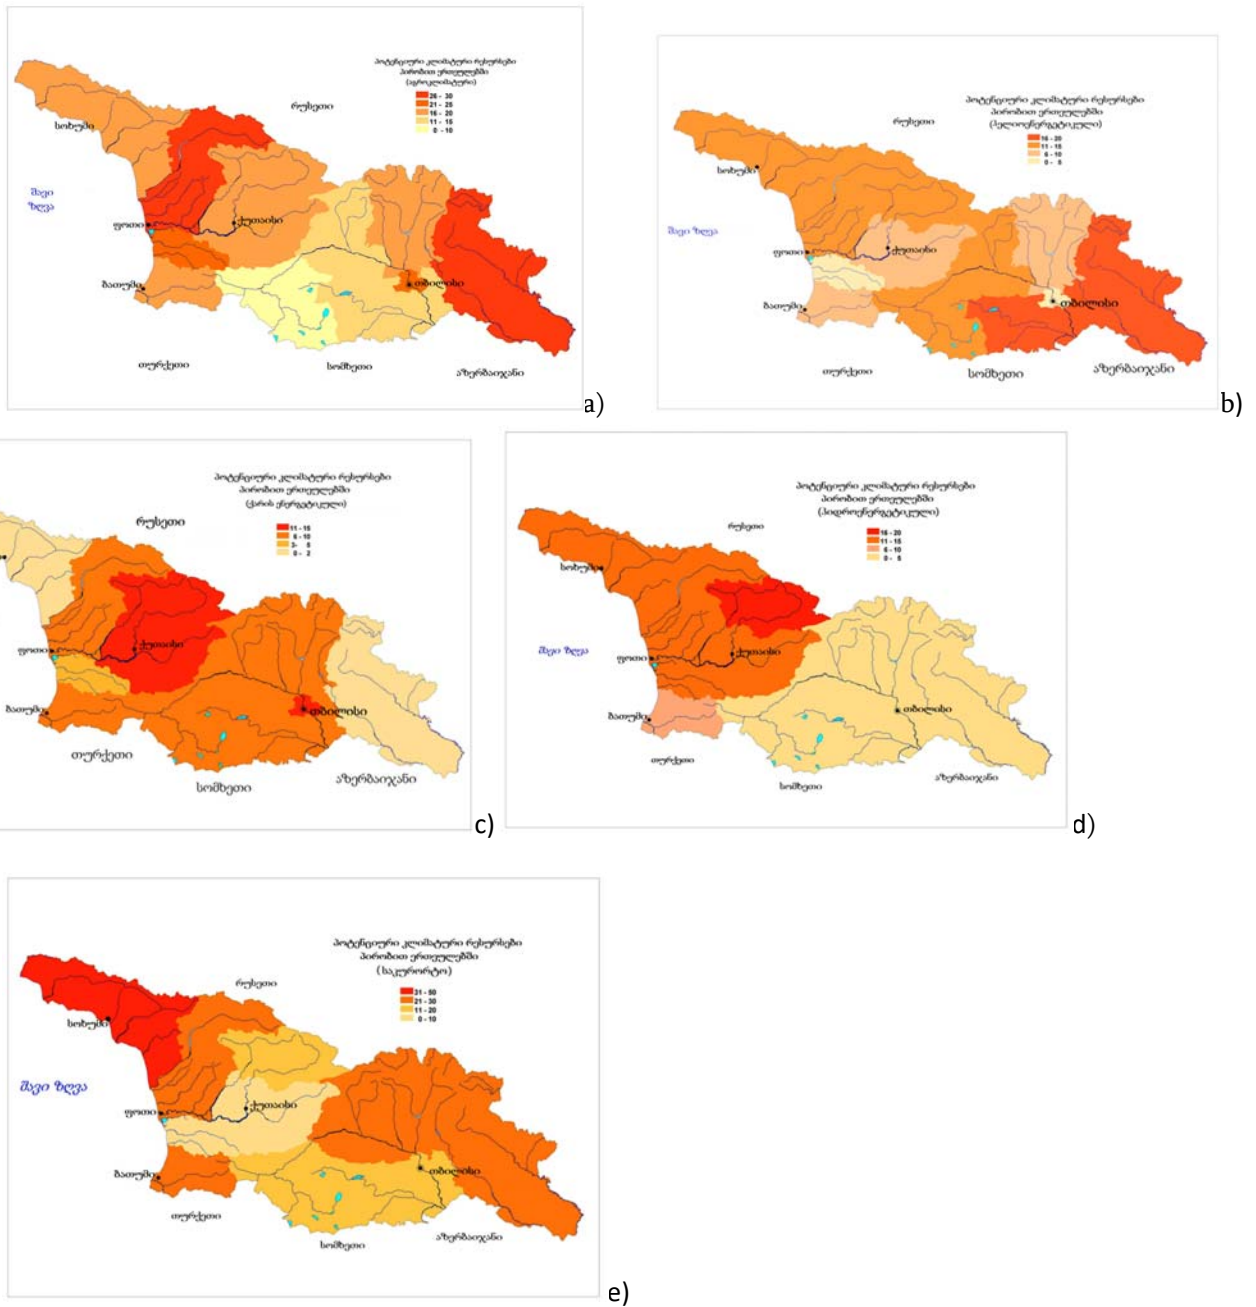 პოტენციური კლიმატური რესურსები
პირობით ერთეულებში
(აგროკლიმატური)
26 - 30
21 - 25
16 - 20
11 - 15
0 - 10
რუსეთი
სოხუმი
შავი
ზღვა
ფოთი
ქუთაისი
ბათუმი
თბილისი
თურქეთი
სომხეთი
აზერბაიჯანი
a)
პოტენციური კლიმატური რესურსები
პირობით ერთეულებში
(ჰელიოენერგეტიკული)
16 - 20
11 - 15
6 - 10
0 - 5
რუსეთი
სოხუმი
შავი ზღვა
ფოთი
ქუთაისი
ბათუმი
თბილისი
თურქეთი
სომხეთი
აზერბაიჯანი
b)
პოტენციური კლიმატური რესურსები
პირობით ერთეულებში
(ქარის ენერგეტიკული)
11 - 15
6 - 10
3- 5
0 - 2
რუსეთი
ფოთი
ქუთაისი
ბათუმი
თბილისი
თურქეთი
სომხეთი
აზერბაიჯანი
c)
პოტენციური კლიმატური რესურსები
პირობით ერთეულებში
(ჰიდროენერგეტიკული)
16 - 20
11 - 15
6 - 10
0 - 5
რუსეთი
სოხუმი
შავი ზღვა
ფოთი
ქუთაისი
ბათუმი
თბილისი
თურქეთი
სომხეთი
აზერბაიჯანი
d)
პოტენციური კლიმატური რესურსები
პირობით ერთეულებში
(საკურორტო)
31 - 50
21 - 30
11 - 20
0 - 10
რუსეთი
სოხუმი
შავი ზღვა
ფოთი
ქუთაისი
ბათუმი
თბილისი
თურქეთი
სომხეთი
აზერბაიჯანი
e)